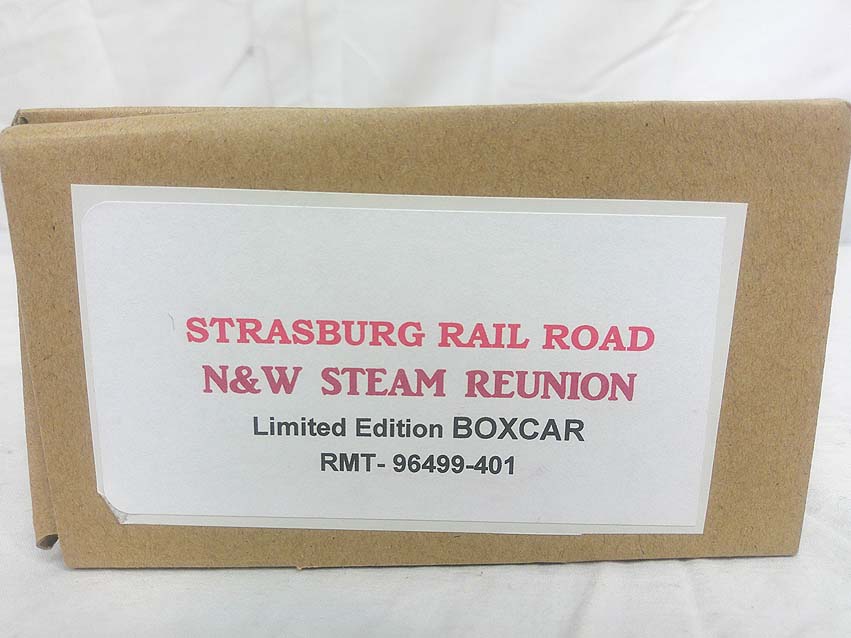 STRASBURG RAIL ROAD
N&W STEAM REUNION
Limited Edition BOXCAR
RMT- 96499-401